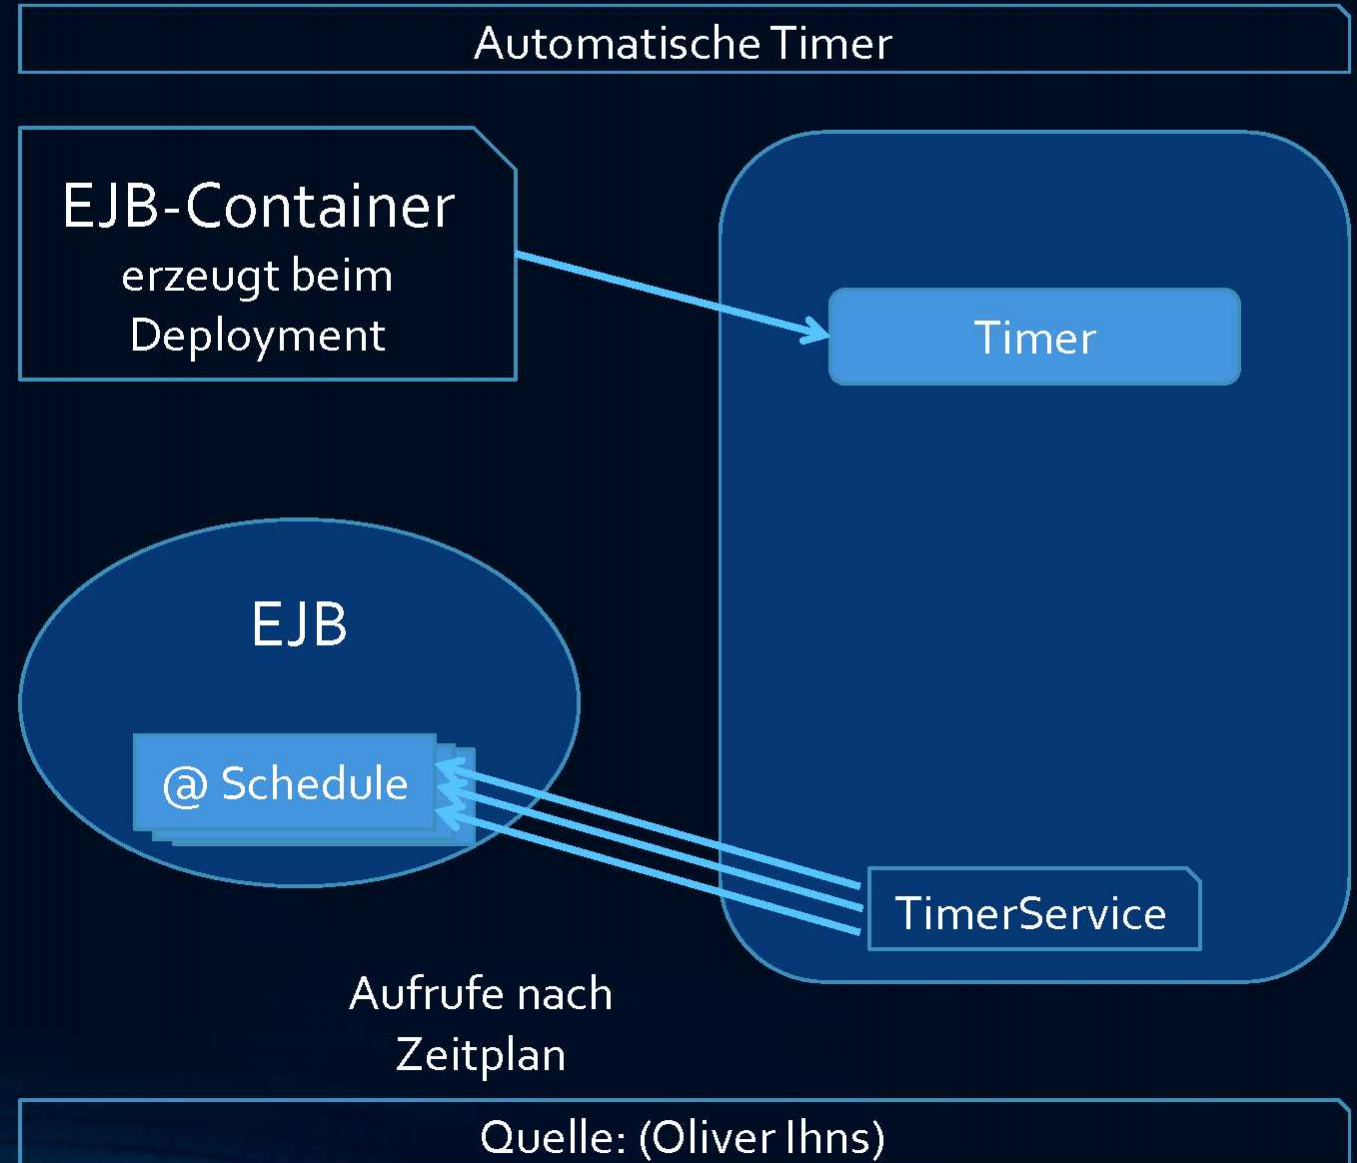 Automatische Timer
EJB-Container
erzeugt beim
Deployment
Timer
EJB
@ Schedule
TimerService
Aufrufe nach
Zeitplan
Quelle: (Oliver Ihns)